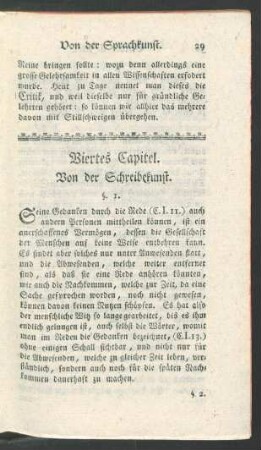 Von der Sprachkunst. 29
Reine bringen sollte: wozu denn allerdings eine
grosse Gelehrsamkeit in allen Wissenschaften erfodert
wurde. Heut zu Tage nennet man dieses die
Critik, und weil dieselbe nur für gründliche Ge-
lehrten gehöret: so können wir allhier das mehrere
davon mit Stillschweigen übergehen.
Viertes Capitel.
Von der Schreibekunst.
§. 1.
Seine Gedanken durch die Rede (C. I. 11.) auch
andern Personen mittheilen können, ist ein
anerschaffenes Vermögen, dessen die Gesellschaft
der Menschen auf keine Weise entbehren kann.
Es findet aber solches nur unter Anwesenden statt,
und die Abwesenden, welche weiter entfernet
sind, als daß sie eine Rede anhören könnten,
wie auch die Nachkommen, welche zur Zeit, da eine
Sache gesprochen worden, noch nicht gewesen,
können davon keinen Nutzen schöpfen. Es hat also
der menschliche Witz so lang gearbeitet, bis es ihm
endlich gelungen ist, auch selbst die Wörter, womit
man im Reden die Gedanken bezeichnet, (C. I. 13.)
ohne einigen Schall sichtbar, und nicht nur für
die Abwesenden, welche zu gleicher Zeit leben, ver-
ständlich, sondern auch noch für die späten Nach-
kommen dauerhaft zu machen.
§ 2.